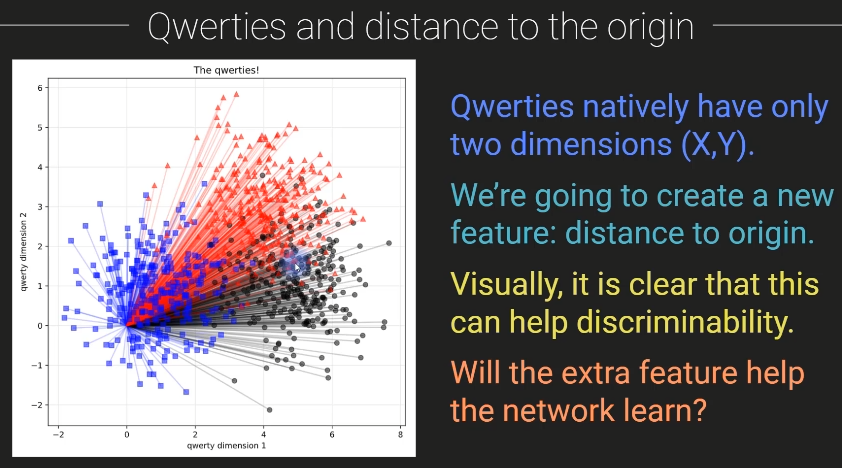 Qwerties and distance to the origin
The qwerties!
6
5
4
3
2
1
0
−1
−2
qwerty dimension 2
−2
0
2
4
6
8
qwerty dimension 1
Qwerties natively have only
two dimensions (X,Y).
We’re going to create a new
feature: distance to origin.
Visually, it is clear that this
can help discriminability.
Will the extra feature help
the network learn?